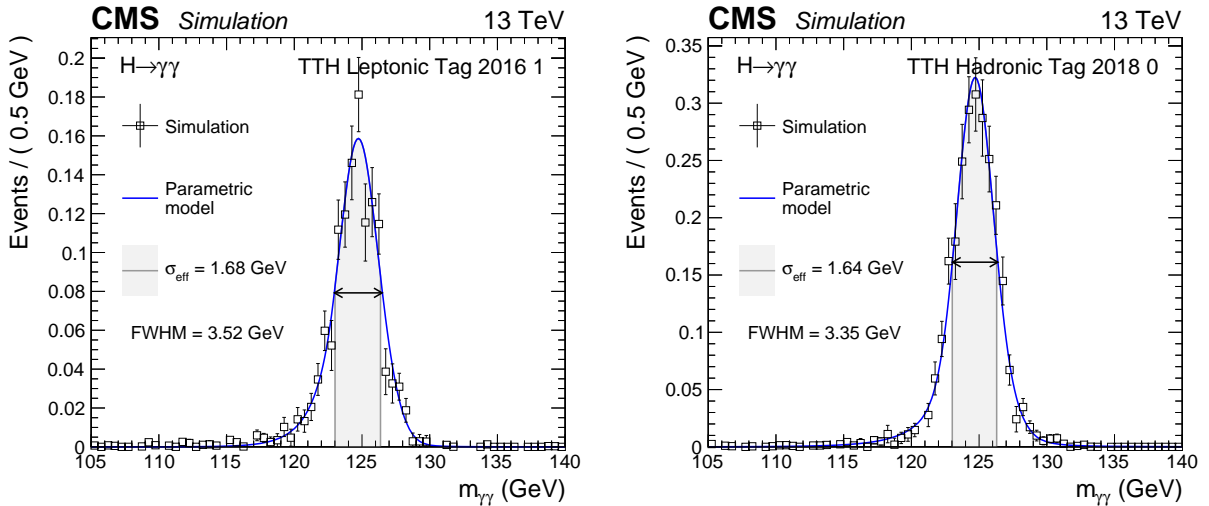 CMS Simulation 13 TeV
H→γγ TTH Leptonic Tag 2016 1
Simulation
Parametric
model
σeff = 1.68 GeV
FWHM = 3.52 GeV
Events / ( 0.5 GeV )
0.2
0.18
0.16
0.14
0.12
0.1
0.08
0.06
0.04
0.02
0
105 110 115 120 125 130 135 140
mγγ (GeV)
CMS Simulation 13 TeV
H→γγ TTH Hadronic Tag 2018 0
Simulation
Parametric
model
σeff = 1.64 GeV
FWHM = 3.35 GeV
Events / ( 0.5 GeV )
0.35
0.3
0.25
0.2
0.15
0.1
0.05
0
105 110 115 120 125 130 135 140
mγγ (GeV)